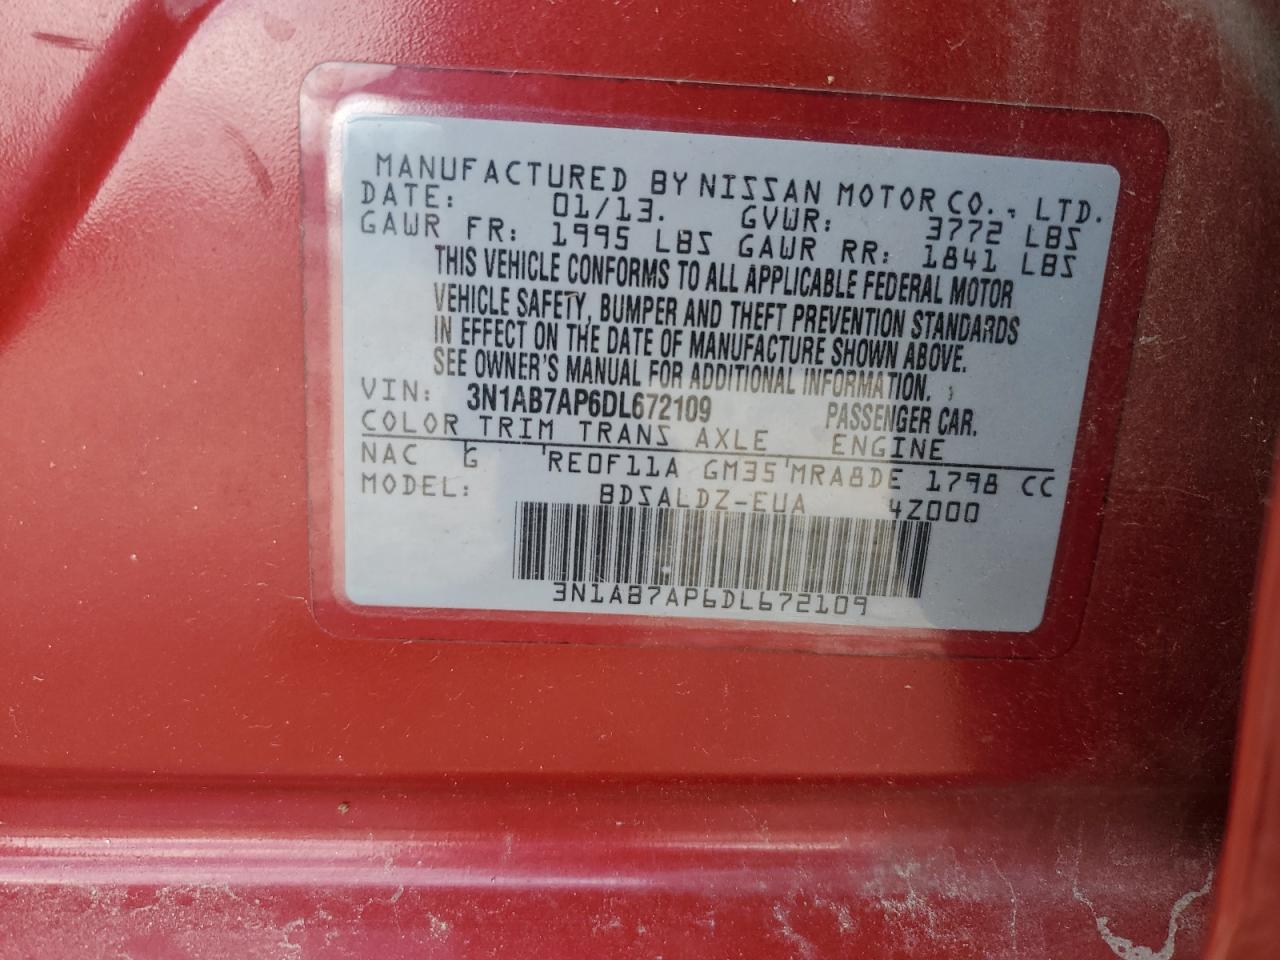 MANUFACTURED BY NISSAN MOTOR CO., LTD.
DATE: 01/13. GVWR: 3772 LBS
GAWR FR: 1995 LBS GAWR RR: 1841 LBS
THIS VEHICLE CONFORMS TO ALL APPLICABLE FEDERAL MOTOR
VEHICLE SAFETY, BUMPER AND THEFT PREVENTION STANDARDS
IN EFFECT ON THE DATE OF MANUFACTURE SHOWN ABOVE.
SEE OWNER'S MANUAL FOR ADDITIONAL INFORMATION.
VIN: 3N1AB7AP6DL672109 PASSENGER CAR.
COLOR TRIM TRANS AXLE ENGINE
NAC G RE0F11A GM35 MRA8DE 1798 CC
MODEL: BDSALDZ-EUA 4Z000
3N1AB7AP6DL672109